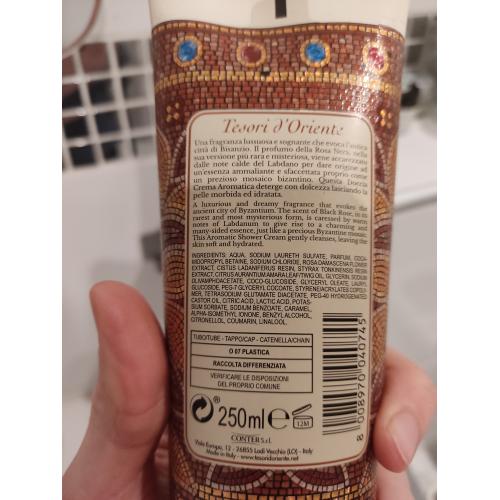 Tesori d'Oriente
Una fragranza lussuosa e sognante che evoca l'antica
città di Bisanzio. Il profumo della Rosa Nera, nella
sua versione più rara e misteriosa, viene accarezzato
dalle note calde del Labdano per dare origine ad
un'essenza ammaliante e sfaccettata proprio come
un prezioso mosaico bizantino. Questa Doccia
Crema Aromatica deterge con dolcezza lasciando la
pelle morbida ed idratata.
A luxurious and dreamy fragrance that evokes the
ancient city of Byzantium. The scent of Black Rose, in its
rarest and most mysterious form, is caressed by warm
notes of Labdanum to give rise to a charming and
many-sided essence, just like a precious Byzantine mosaic.
This Aromatic Shower Cream gently cleanses, leaving the
skin soft and hydrated.
INGREDIENTS: AQUA, SODIUM LAURETH SULFATE, PARFUM, COCA-
MIDOPROPYL BETAINE, SODIUM CHLORIDE, ROSA DAMASCENA FLOWER
EXTRACT, CISTUS LADANIFERUS RESIN, STYRAX TONKINENSIS RESIN
EXTRACT, CITRUS AURANTIUM AMARA LEAF/TWIG OIL, GLYCERIN, SODIUM
OLIVAMPHOACETATE, COCO-GLUCOSIDE, GLYCERYL OLEATE, LAURYL
GLUCOSIDE, PEG-7 GLYCERYL COCOATE, STYRENE/ACRYLATES COPOLY-
MER, TETRASODIUM GLUTAMATE DIACETATE, PEG-40 HYDROGENATED
CASTOR OIL, CITRIC ACID, LACTIC ACID, POTAS-
SIUM SORBATE, SODIUM BENZOATE, CARAMEL,
ALPHA-ISOMETHYL IONONE, BENZYL ALCOHOL,
CITRONELLOL, COUMARIN, LINALOOL.
TUBO/TUBE - TAPPO/CAP - CATENELLA/CHAIN
O 07 PLASTICA
RACCOLTA DIFFERENZIATA
VERIFICARE LE DISPOSIZIONI
DEL PROPRIO COMUNE
250ml e 12M
8 008970 040745
CONTER S.r.l.
Viale Europa, 12 - 26855 Lodi Vecchio (LO) - Italy
www.tesoridoriente.net